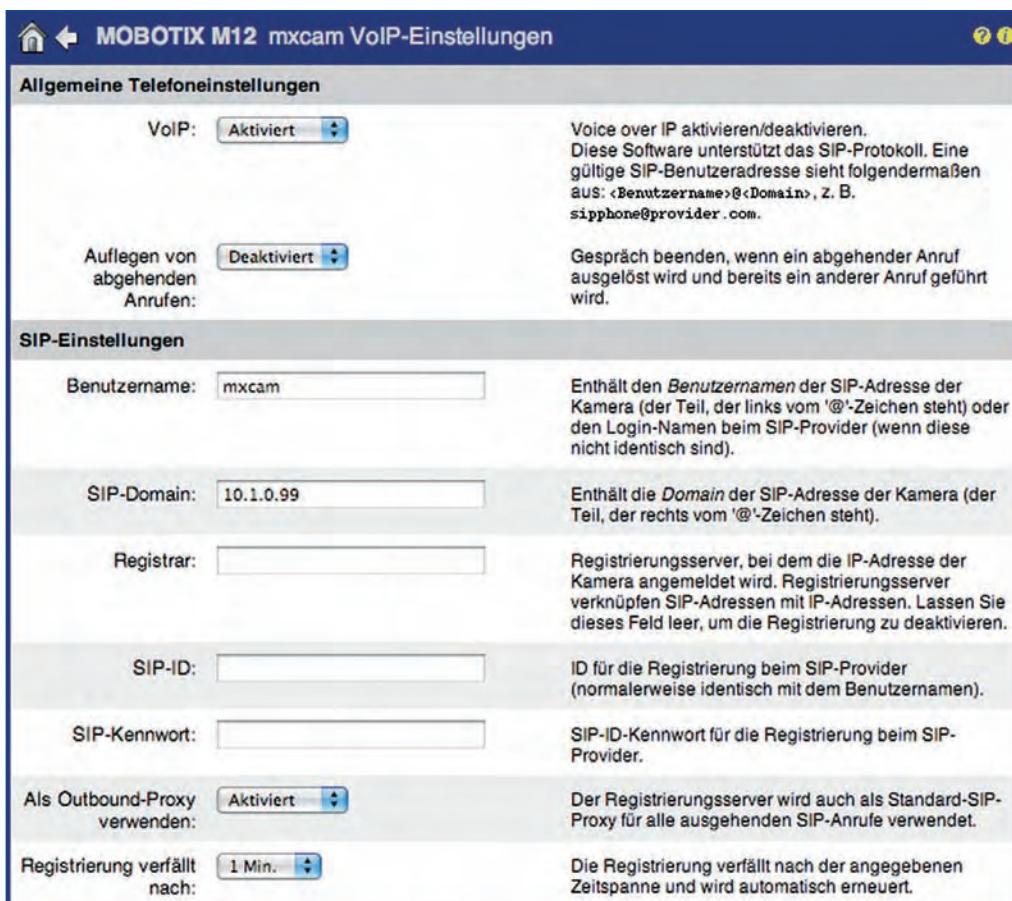 MOBOTIX M12 mxcam VoIP-Einstellungen
Allgemeine Telefoneinstellungen
VoIP:
Aktiviert
Voice over IP aktivieren/deaktivieren.
Diese Software unterstützt das SIP-Protokoll. Eine
gültige SIP-Benutzeradresse sieht folgendermaßen
aus: <Benutzername>@<Domain>, z. B.
sipphone@provider.com.
Auflegen von
abgehenden
Anrufen:
Deaktiviert
Gespräch beenden, wenn ein abgehender Anruf
ausgelöst wird und bereits ein anderer Anruf geführt
wird.
SIP-Einstellungen
Benutzername:
mxcam
Enthält den Benutzernamen der SIP-Adresse der
Kamera (der Teil, der links vom '@'-Zeichen steht) oder
den Login-Namen beim SIP-Provider (wenn diese
nicht identisch sind).
SIP-Domain:
10.1.0.99
Enthält die Domain der SIP-Adresse der Kamera (der
Teil, der rechts vom '@'-Zeichen steht).
Registrar:
Registrierungsserver, bei dem die IP-Adresse der
Kamera angemeldet wird. Registrierungsserver
verknüpfen SIP-Adressen mit IP-Adressen. Lassen Sie
dieses Feld leer, um die Registrierung zu deaktivieren.
SIP-ID:
ID für die Registrierung beim SIP-Provider
(normalerweise identisch mit dem Benutzernamen).
SIP-Kennwort:
SIP-ID-Kennwort für die Registrierung beim SIP-
Provider.
Als Outbound-Proxy
verwenden:
Aktiviert
Der Registrierungsserver wird auch als Standard-SIP-
Proxy für alle ausgehenden SIP-Anrufe verwendet.
Registrierung verfällt
nach:
1 Min.
Die Registrierung verfällt nach der angegebenen
Zeitspanne und wird automatisch erneuert.